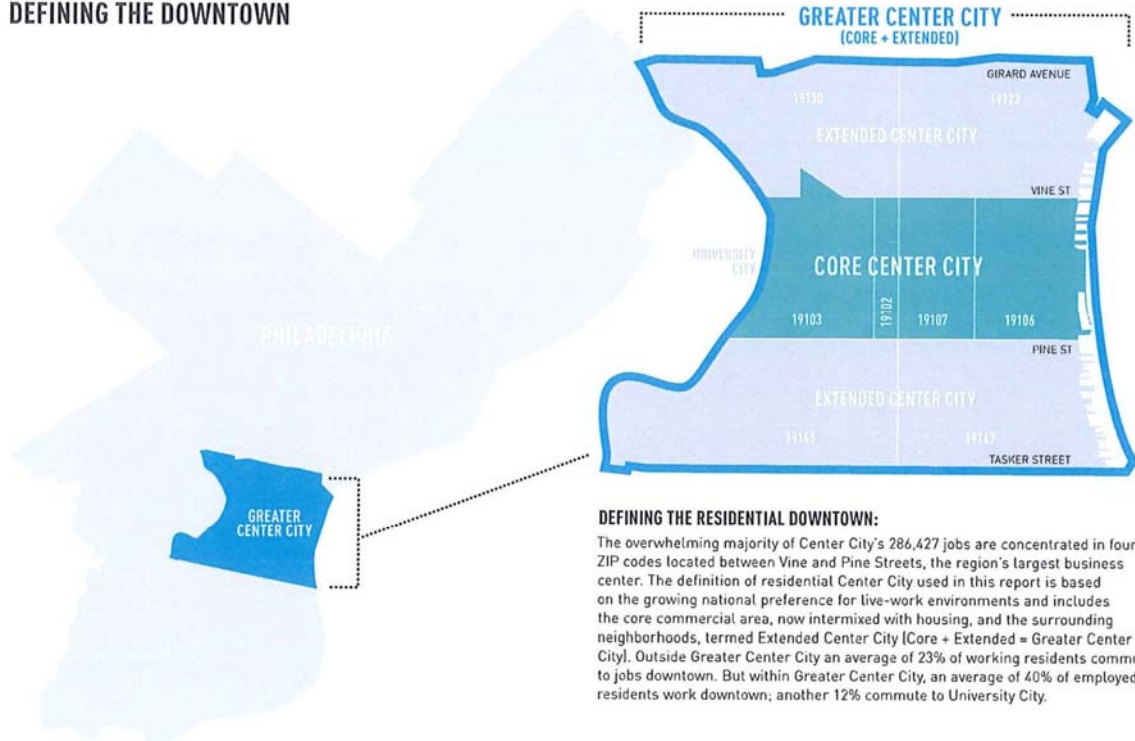 DEFINING THE DOWNTOWN
GREATER CENTER CITY
(CORE + EXTENDED)
GIRARD AVENUE
19130
19123
EXTENDED CENTER CITY
VINE ST
UNIVERSITY
CITY
CORE CENTER CITY
19103
19102
19107
19106
PINE ST
EXTENDED CENTER CITY
19146
19147
TASKER STREET
PHILADELPHIA
GREATER
CENTER CITY
DEFINING THE RESIDENTIAL DOWNTOWN:
The overwhelming majority of Center City's 286,427 jobs are concentrated in four
ZIP codes located between Vine and Pine Streets, the region's largest business
center. The definition of residential Center City used in this report is based
on the growing national preference for live-work environments and includes
the core commercial area, now intermixed with housing, and the surrounding
neighborhoods, termed Extended Center City (Core + Extended = Greater Center
City). Outside Greater Center City an average of 23% of working residents commu
to jobs downtown. But within Greater Center City, an average of 40% of employed
residents work downtown; another 12% commute to University City.